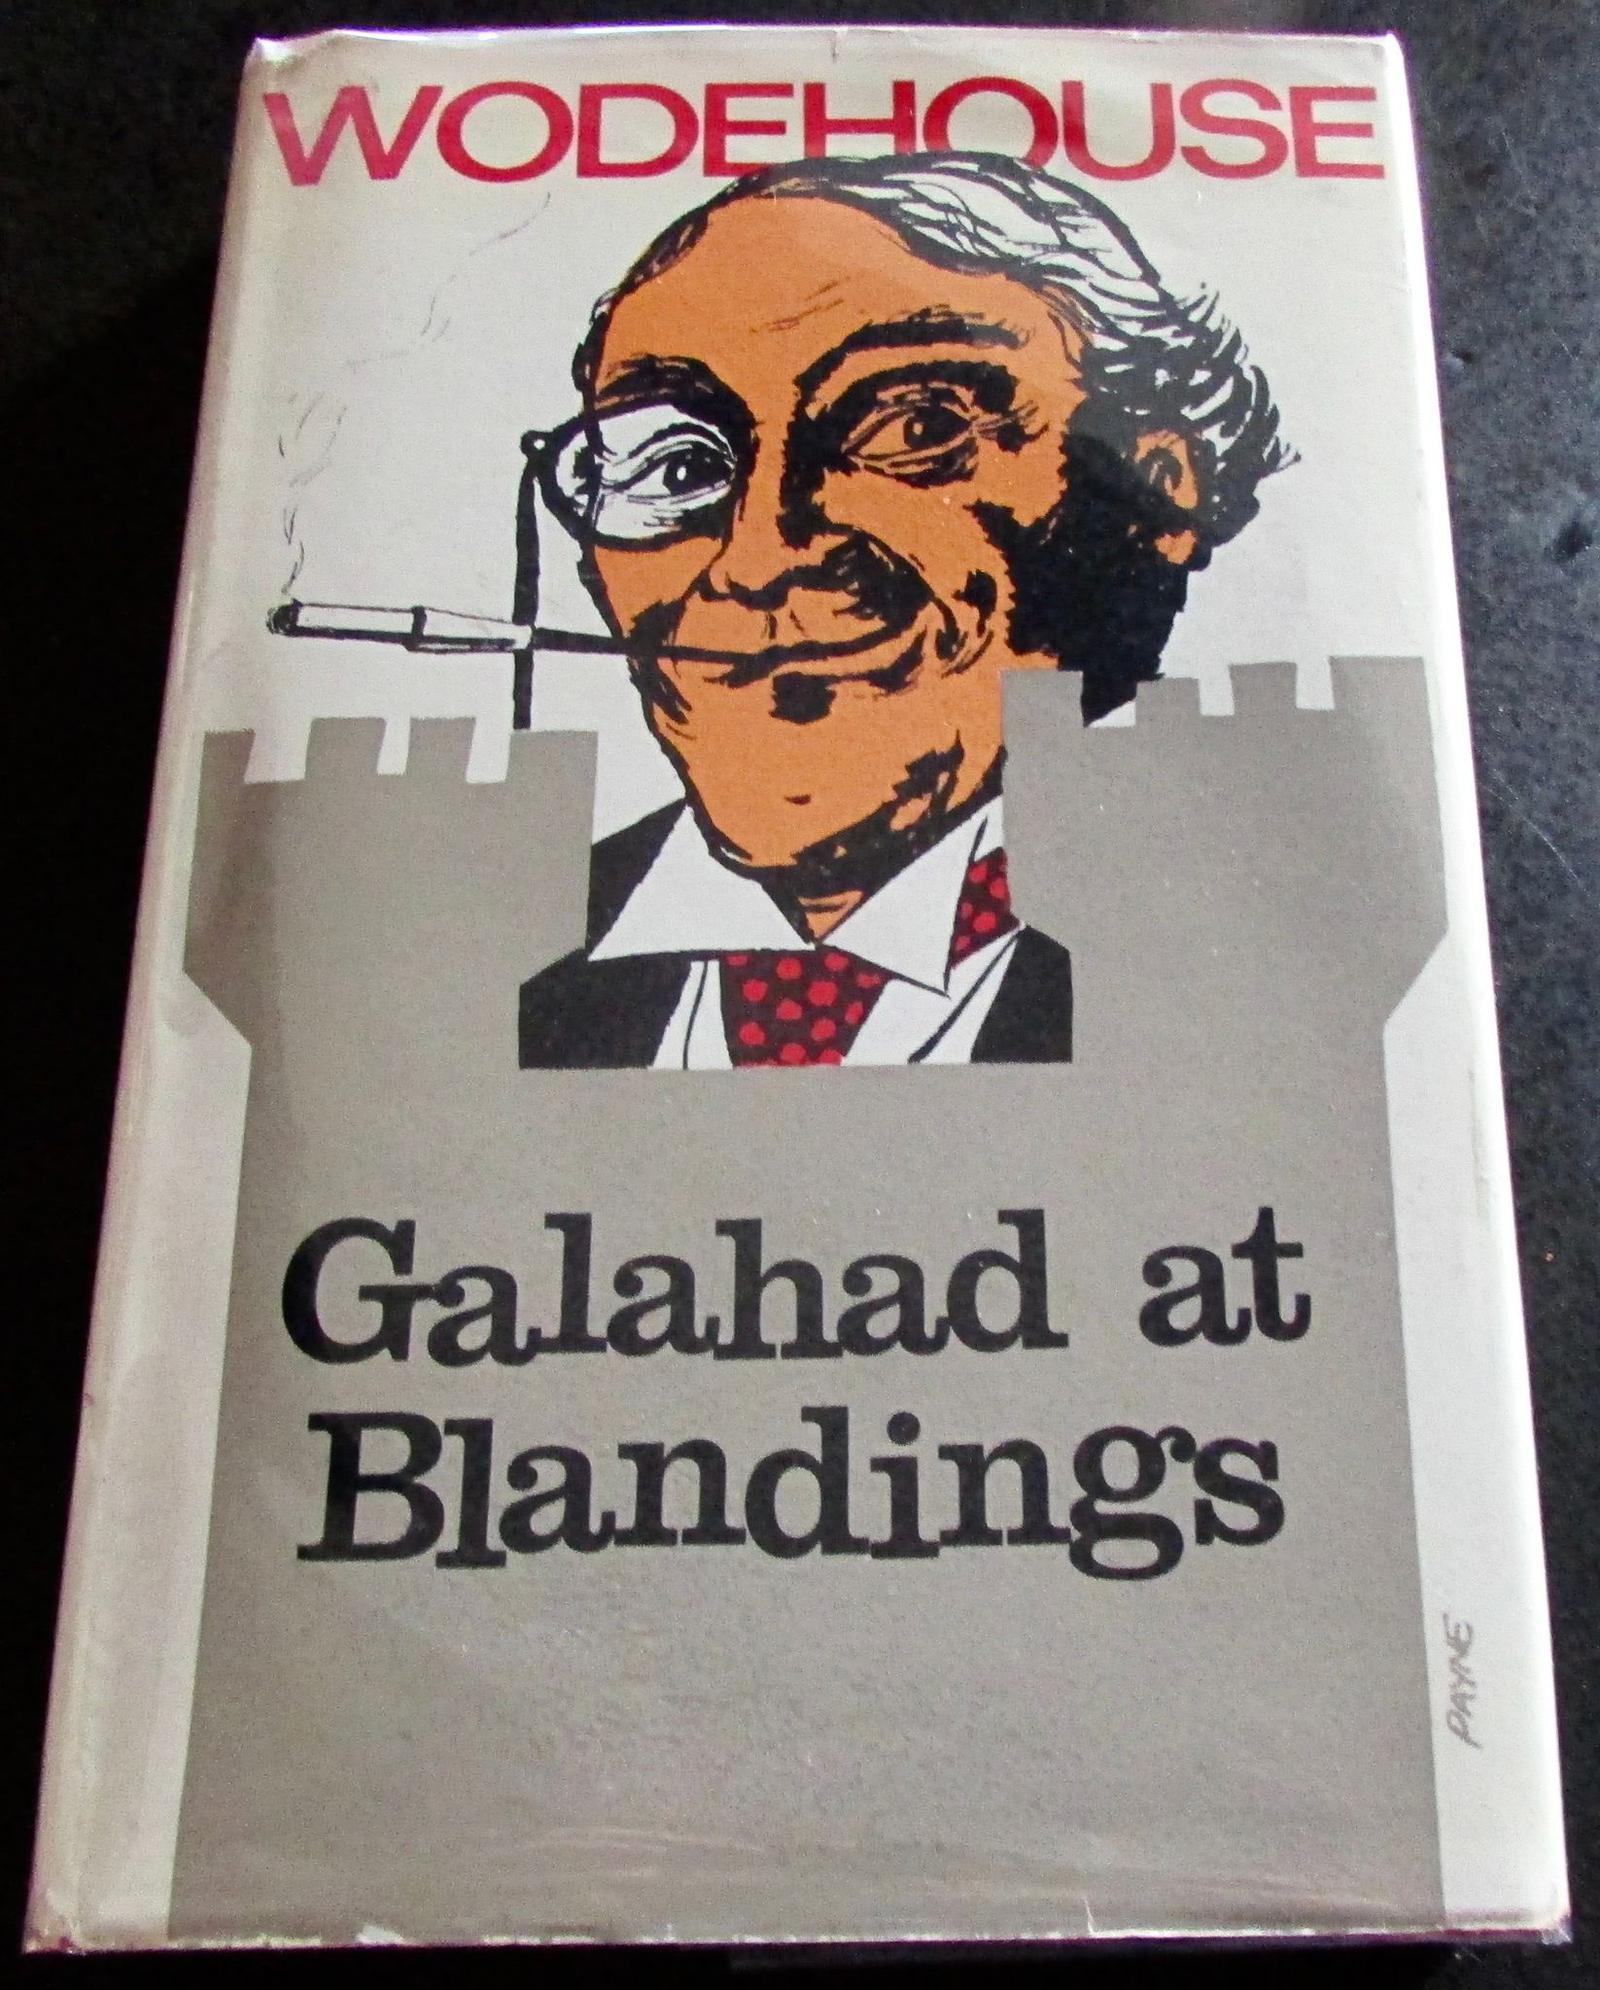 WODEHOUSE
Galahad at
Blandings
PAYNE